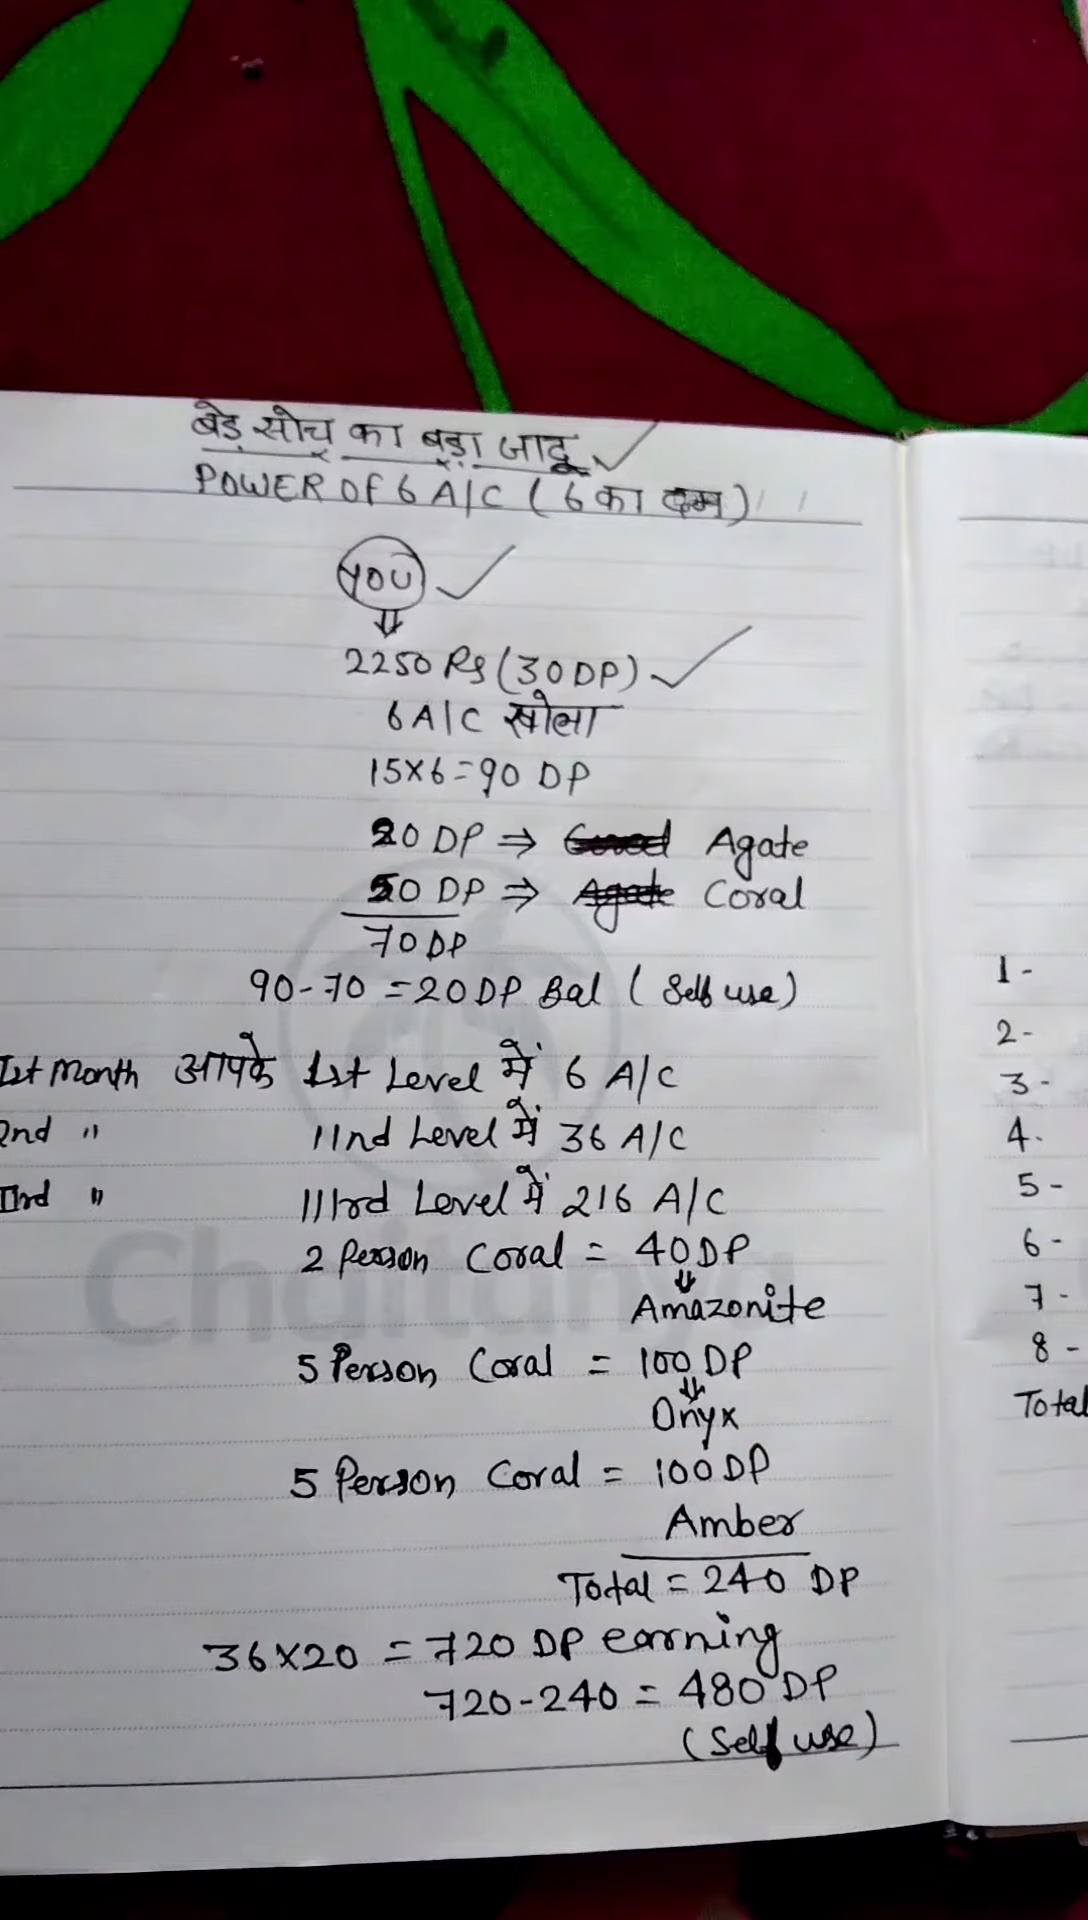 बड़े सोच का बड़ा जादू
POWER OF 6 A/C ( 6 का दम )
YOU
2250 Rs (30 DP)
6 A/C खोला
15×6=90 DP
20 DP ⇒ Agate
50 DP ⇒ Coral
70 DP
90-70 = 20 DP Bal ( Self use )
Ist Month आपके 1st Level में 6 A/C
2nd " IInd Level में 36 A/C
IIIrd " IIIrd Level में 216 A/C
2 Person Coral = 40 DP
⇓
Amazonite
5 Person Coral = 100 DP
⇓
Onyx
5 Person Coral = 100 DP
Amber
Total = 240 DP
36×20 = 720 DP earning
720-240 = 480 DP
( Self use )
Chaitanya
1-
2-
3-
4-
5-
6-
7-
8-
Total